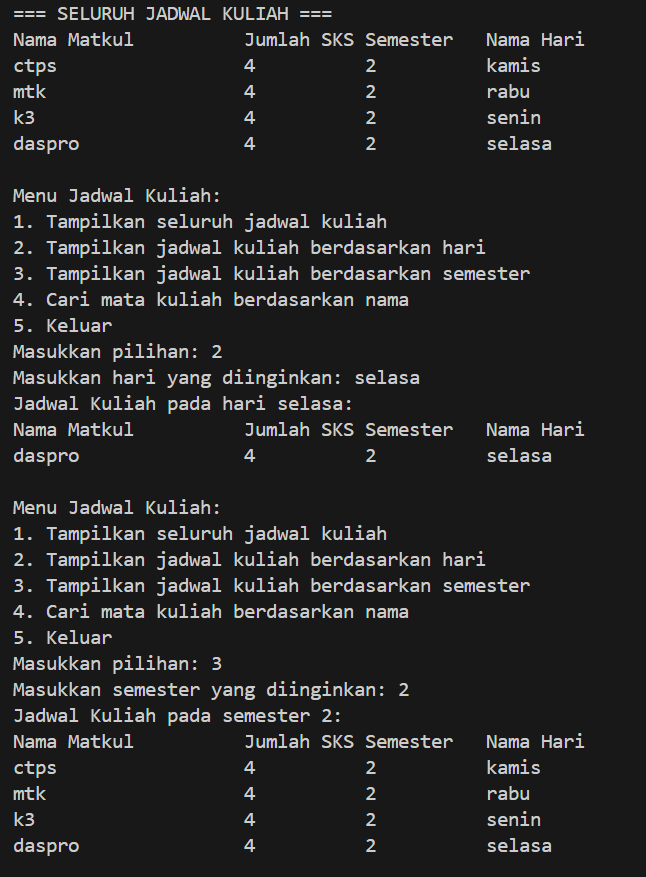 === SELURUH JADWAL KULIAH ===
Nama Matkul          Jumlah SKS Semester   Nama Hari
ctps                 4          2          kamis
mtk                  4          2          rabu
k3                   4          2          senin
daspro               4          2          selasa

Menu Jadwal Kuliah:
1. Tampilkan seluruh jadwal kuliah
2. Tampilkan jadwal kuliah berdasarkan hari
3. Tampilkan jadwal kuliah berdasarkan semester
4. Cari mata kuliah berdasarkan nama
5. Keluar
Masukkan pilihan: 2
Masukkan hari yang diinginkan: selasa
Jadwal Kuliah pada hari selasa:
Nama Matkul          Jumlah SKS Semester   Nama Hari
daspro               4          2          selasa

Menu Jadwal Kuliah:
1. Tampilkan seluruh jadwal kuliah
2. Tampilkan jadwal kuliah berdasarkan hari
3. Tampilkan jadwal kuliah berdasarkan semester
4. Cari mata kuliah berdasarkan nama
5. Keluar
Masukkan pilihan: 3
Masukkan semester yang diinginkan: 2
Jadwal Kuliah pada semester 2:
Nama Matkul          Jumlah SKS Semester   Nama Hari
ctps                 4          2          kamis
mtk                  4          2          rabu
k3                   4          2          senin
daspro               4          2          selasa